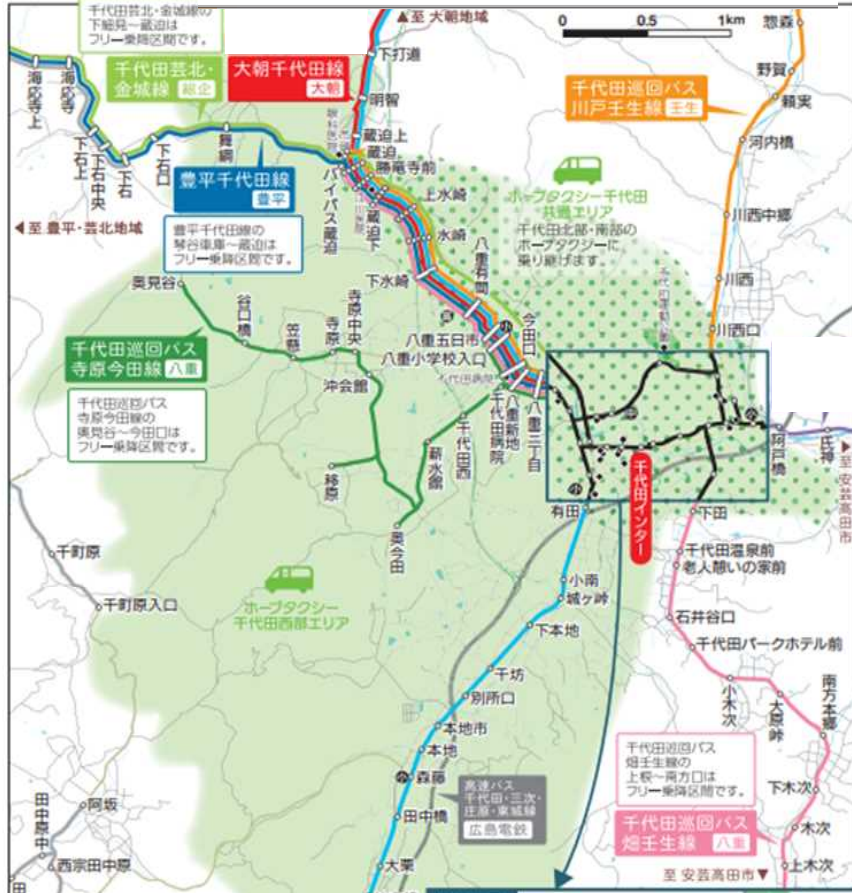 千代田芸北・金城線の
下細見～蔵迫は
フリー乗降区間です。
▲至 大朝地域
0 0.5 1km
惣森
下打道
野賀
頼実
海応寺上
海応寺
千代田芸北・
金城線 総企
大朝千代田線
大朝
明智
千代田巡回バス
川戸壬生線 壬生
河内橋
蔵迫上
蔵迫
勝竜寺前
下石上
下石中央
下石
下石口
舞綱
豊平千代田線
豊平
バイパス蔵迫
蔵迫下
上水崎
水崎
下水崎
ホープタクシー千代田
共通エリア
千代田北部・南部の
ホープタクシーに
乗り継げます。
川西中郷
川西
川西口
◀至 豊平・芸北地域
豊平千代田線の
琴谷車庫～蔵迫は
フリー乗降区間です。
奥見谷
谷口橋
笠懸
寺原
寺原中央
沖会館
八重有間
今田口
八重五日市
八重小学校入口
千代田病院
千代田運動公園
千代田巡回バス
寺原今田線 八重
千代田巡回バス
寺原今田線の
奥見谷～今田口は
フリー乗降区間です。
千代田西
千代田病院
八重新地
八重三丁目
薪水館
移原
奥今田
阿戸橋
氏神
至 安芸高田市▶
千代田インター
有田
下田
千町原
千町原入口
ホープタクシー
千代田西部エリア
小南
城ヶ峠
下本地
千坊
別所口
本地市
本地
森藤
田中橋
大栗
千代田温泉前
老人憩いの家前
石井谷口
千代田パークホテル前
小木次
大原峠
南方本郷
下木次
木次
上木次
千代田巡回バス
畑壬生線の
上根～南方口は
フリー乗降区間です。
千代田巡回バス
畑壬生線 八重
高速バス
千代田・三次・
庄原・東城線
広島電鉄
阿坂
田中原中
西宗田中原
至 安芸高田市▼